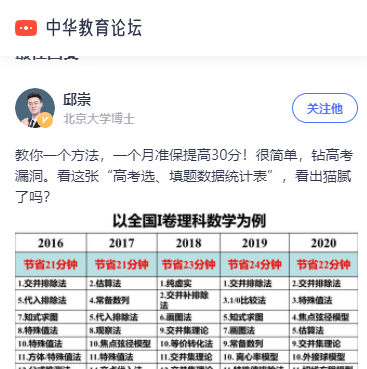 中华教育论坛
最佳回复
邱崇
北京大学博士
关注他
教你一个方法，一个月准保提高30分！很简单，钻高考
漏洞。看这张“高考选、填题数据统计表”，看出猫腻
了吗？
以全国I卷理科数学为例
2016 2017 2018 2019 2020
节省21分钟 节省21分钟 节省23分钟 节省24分钟 节省22分钟
1.交并排除法 2.估算法 1.纯虚实 1.交并排除法 2.交并排除法
5.代入排除法 4.常备数列 2.交并补排除法 3.1/0比较法 3.特殊值法
7.知式求图 5.代入排除法 6.画图法 5.知式求图 4.焦点弦径模型
8.特殊值法 8.观察法 9.交并集理论 7.画图法 5.估算法
10.特殊值法 10.焦点弦径模型 10.等价转化法 9.常备数列 9.交并集理论
11.方体/特殊值法 11.特殊值法 11.交并集理论 10.离心率模型 10.外接球模型